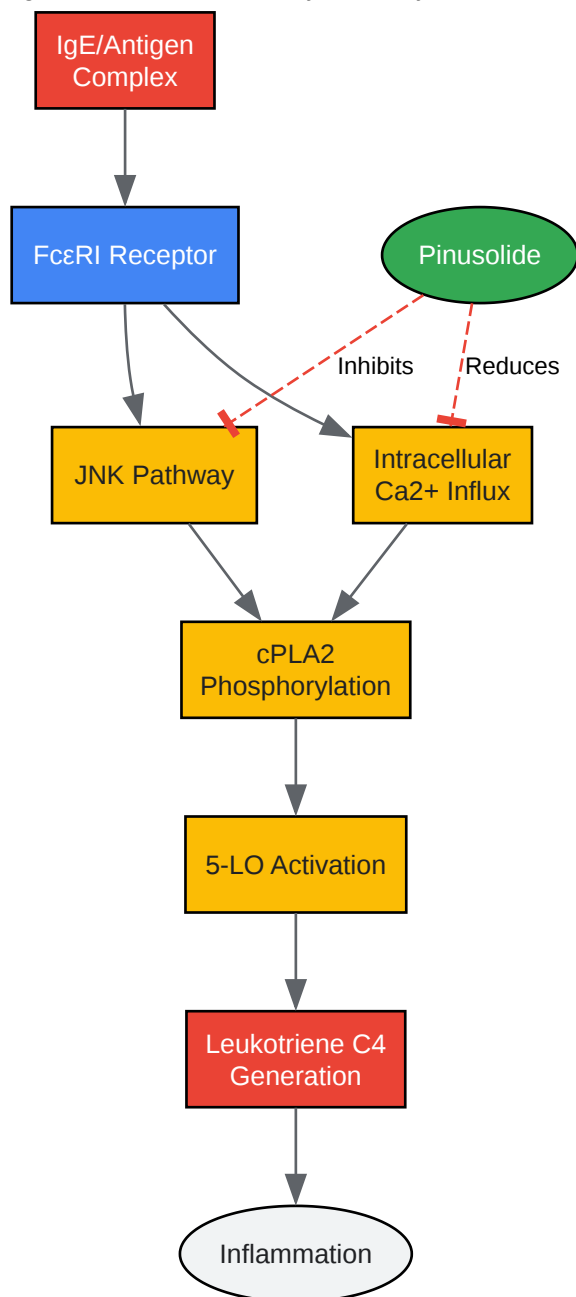 IgE/Antigen
Complex
FcεRI Receptor
Pinusolide
Inhibits
Reduces
JNK Pathway
Intracellular
Ca2+ Influx
cPLA2
Phosphorylation
5-LO Activation
Leukotriene C4
Generation
Inflammation